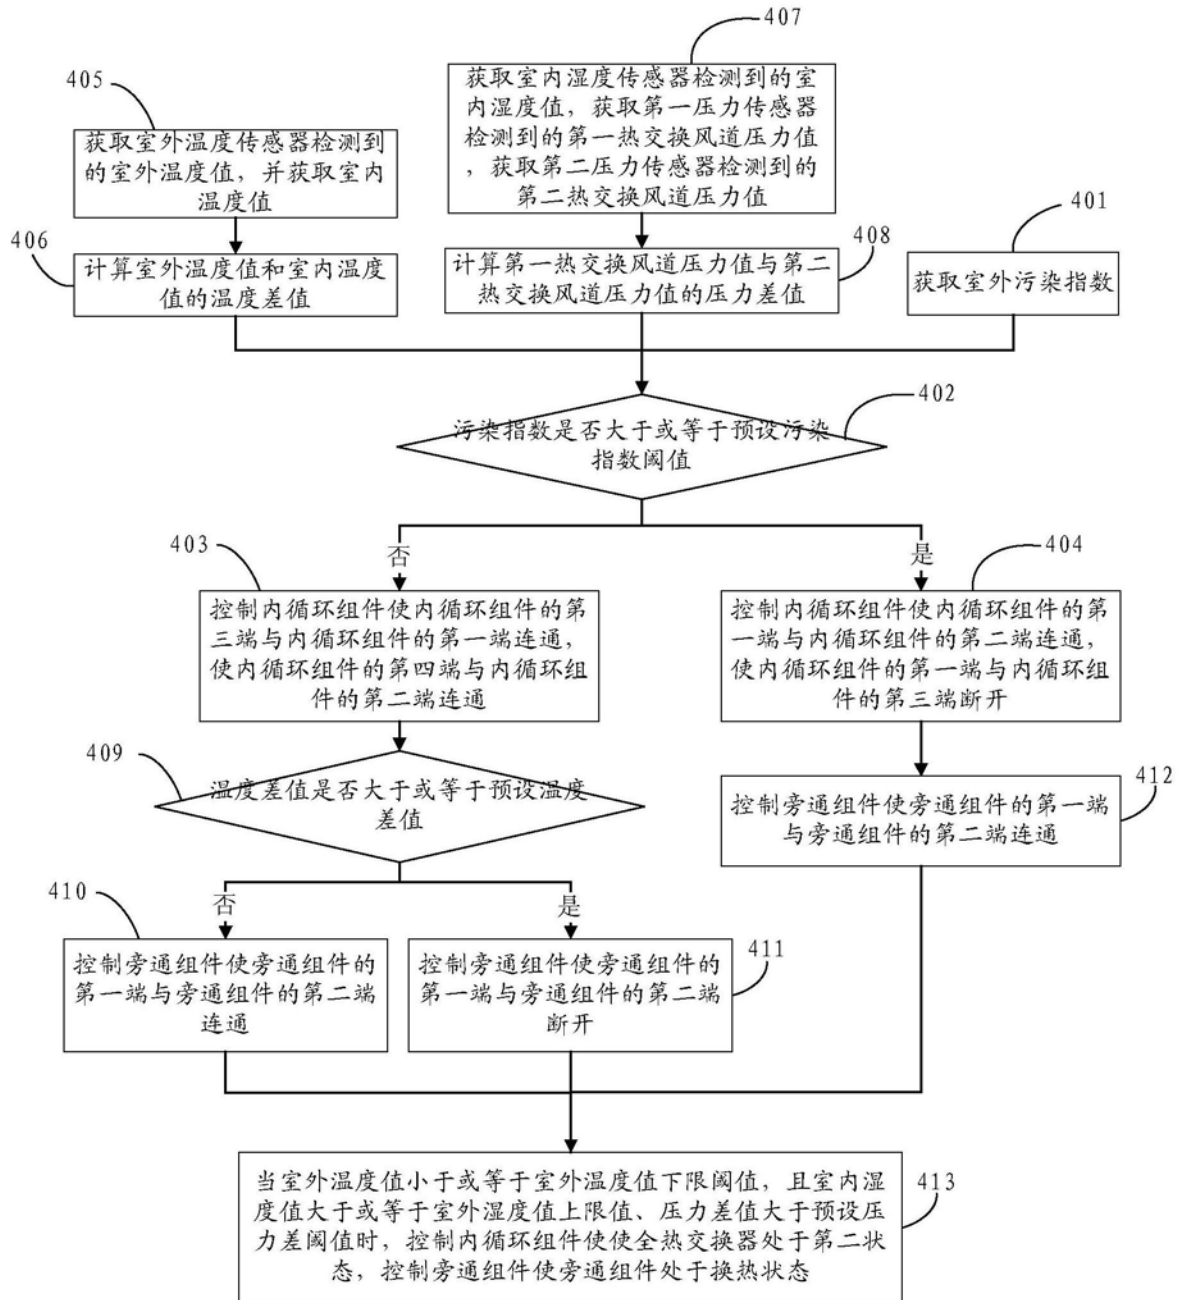 407
获取室内湿度传感器检测到的室
内湿度值，获取第一压力传感器
检测到的第一热交换风道压力值
，获取第二压力传感器检测到的
第二热交换风道压力值
405
获取室外温度传感器检测到
的室外温度值，并获取室内
温度值
401
获取室外污染指数
406
计算室外温度值和室内温度
值的温度差值
408
计算第一热交换风道压力值与第二
热交换风道压力值的压力差值
402
污染指数是否大于或等于预设污染
指数阈值
403
否
控制内循环组件使内循环组件的第
三端与内循环组件的第一端连通，
使内循环组件的第四端与内循环组
件的第二端连通
404
是
控制内循环组件使内循环组件的第
一端与内循环组件的第二端连通，
使内循环组件的第一端与内循环组
件的第三端断开
409
温度差值是否大于或等于预设温度
差值
412
控制旁通组件使旁通组件的第一端
与旁通组件的第二端连通
410
否
控制旁通组件使旁通组件的
第一端与旁通组件的第二端
连通
是
411
控制旁通组件使旁通组件的
第一端与旁通组件的第二端
断开
413
当室外温度值小于或等于室外温度值下限阈值，且室内湿
度值大于或等于室外湿度值上限值、压力差值大于预设压
力差阈值时，控制内循环组件使使全热交换器处于第二状
态，控制旁通组件使旁通组件处于换热状态